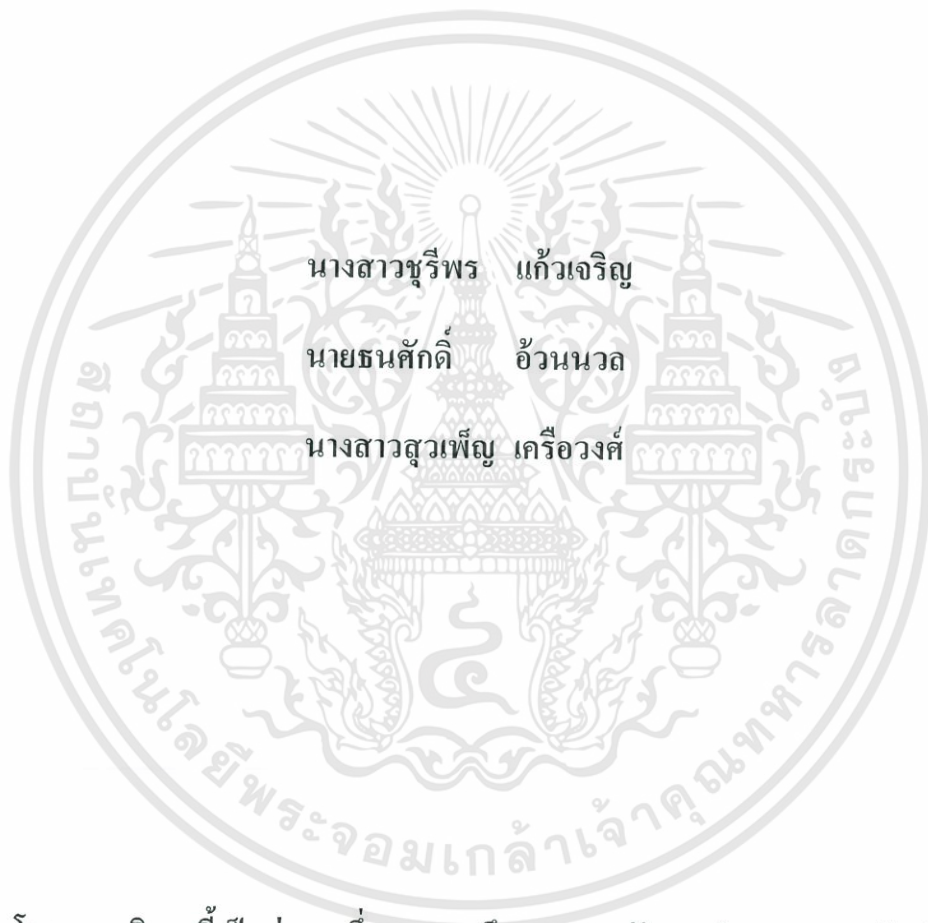 นางสาวชุรีพร แก้วเจริญ
นายธนศักดิ์ อ้วนนวล
นางสาวสุวเพ็ญ เครือวงศ์
สถาบันเทคโนโลยีพระจอมเกล้าเจ้าคุณทหารลาดกระบัง